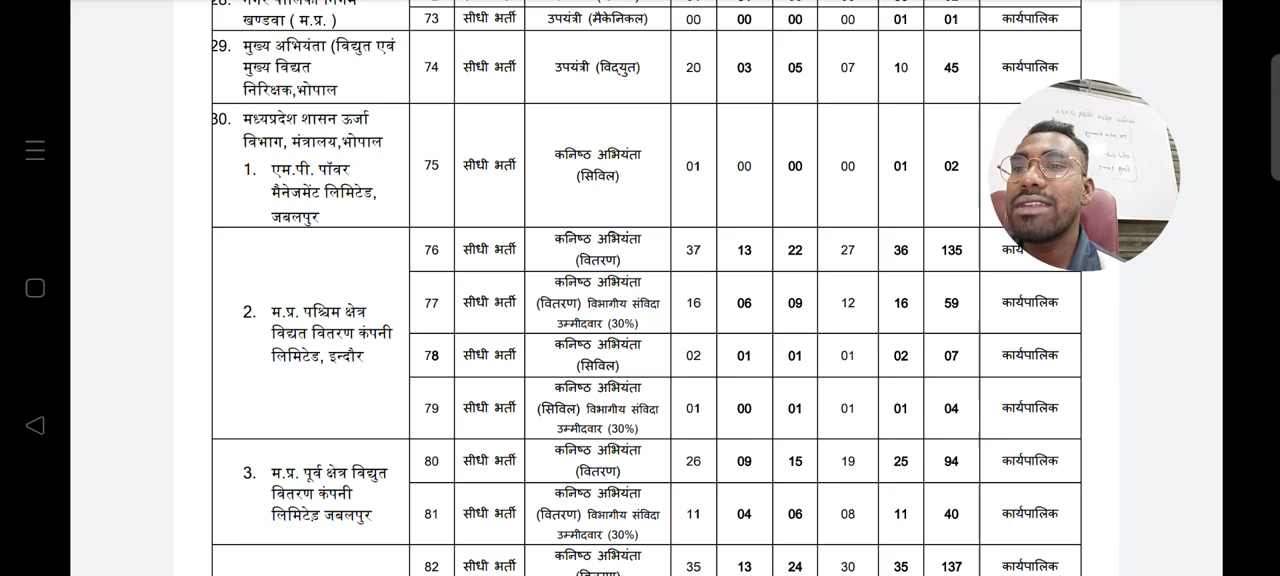 28. नगर पालिका निगम
खण्डवा ( म.प्र. )
73 सीधी भर्ती उपयंत्री (मैकेनिकल) 00 00 00 00 01 01 कार्यपालिक
29. मुख्य अभियंता (विद्युत एवं
मुख्य विद्यत
निरिक्षक,भोपाल
74 सीधी भर्ती उपयंत्री (विद्युत) 20 03 05 07 10 45 कार्यपालिक
30. मध्यप्रदेश शासन ऊर्जा
विभाग, मंत्रालय,भोपाल
1. एम.पी. पॉवर
मैनेजमेंट लिमिटेड,
जबलपुर
75 सीधी भर्ती कनिष्ठ अभियंता
(सिविल) 01 00 00 00 01 02
2. म.प्र. पश्चिम क्षेत्र
विद्यत वितरण कंपनी
लिमिटेड, इन्दौर
76 सीधी भर्ती कनिष्ठ अभियंता
(वितरण) 37 13 22 27 36 135
77 सीधी भर्ती कनिष्ठ अभियंता
(वितरण) विभागीय संविदा
उम्मीदवार (30%) 16 06 09 12 16 59 कार्यपालिक
78 सीधी भर्ती कनिष्ठ अभियंता
(सिविल) 02 01 01 01 02 07 कार्यपालिक
79 सीधी भर्ती कनिष्ठ अभियंता
(सिविल) विभागीय संविदा
उम्मीदवार (30%) 01 00 01 01 01 04 कार्यपालिक
3. म.प्र. पूर्व क्षेत्र विद्युत
वितरण कंपनी
लिमिटेड़ जबलपुर
80 सीधी भर्ती कनिष्ठ अभियंता
(वितरण) 26 09 15 19 25 94 कार्यपालिक
81 सीधी भर्ती कनिष्ठ अभियंता
(वितरण) विभागीय संविदा
उम्मीदवार (30%) 11 04 06 08 11 40 कार्यपालिक
82 सीधी भर्ती कनिष्ठ अभियंता
35 13 24 30 35 137 कार्यपालिक